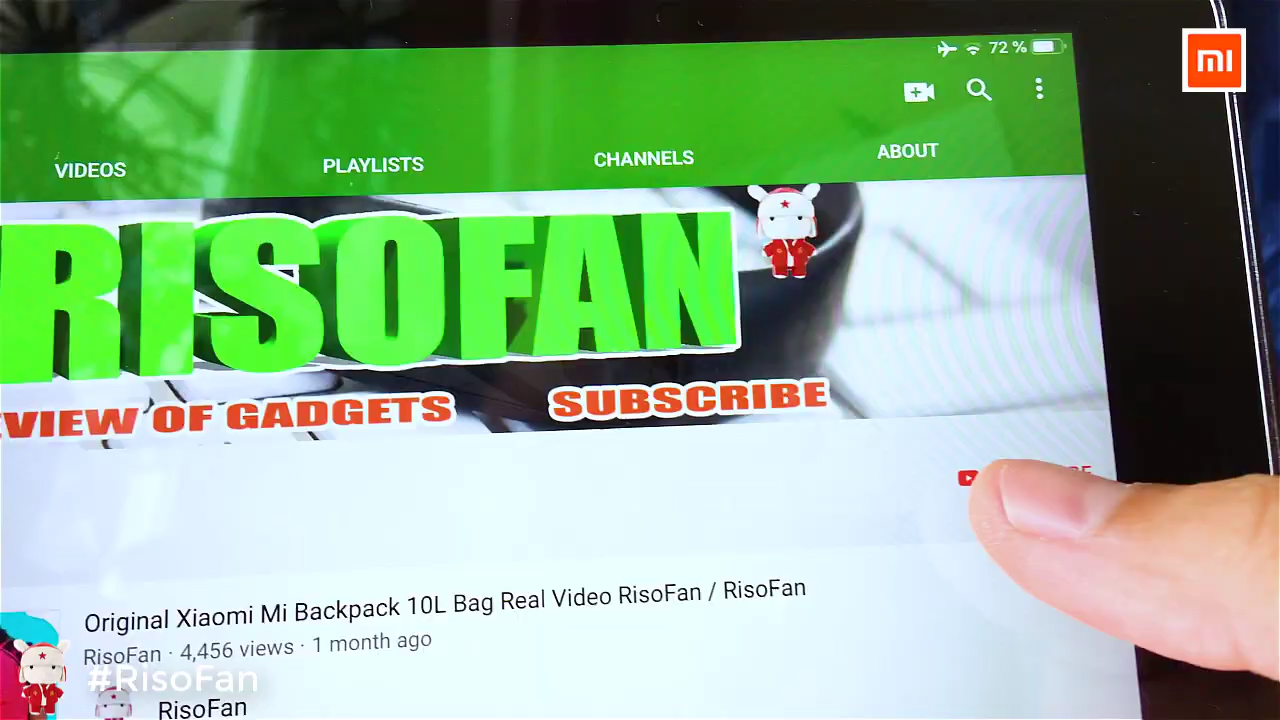 72 %
mi
VIDEOS PLAYLISTS CHANNELS ABOUT
RISOFAN
SUBSCRIBE
OF GADGETS
Original Xiaomi Mi Backpack 10L Bag Real Video RisoFan / RisoFan
RisoFan · 4,456 views · 1 month ago
#RisoFan
RisoFan